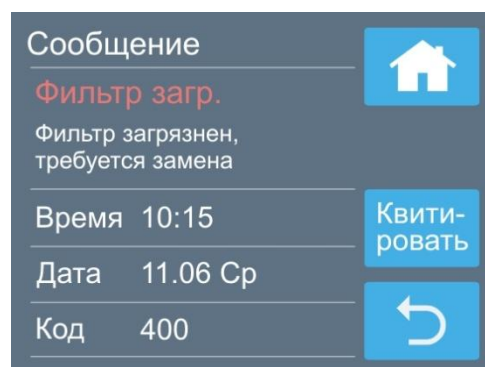 Сообщение
Фильтр загр.
Фильтр загрязнен,
требуется замена
Время 10:15
Дата 11.06 Ср
Код 400
Квити-
ровать